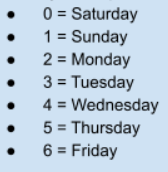 ● 0 = Saturday
● 1 = Sunday
● 2 = Monday
● 3 = Tuesday
● 4 = Wednesday
● 5 = Thursday
● 6 = Friday